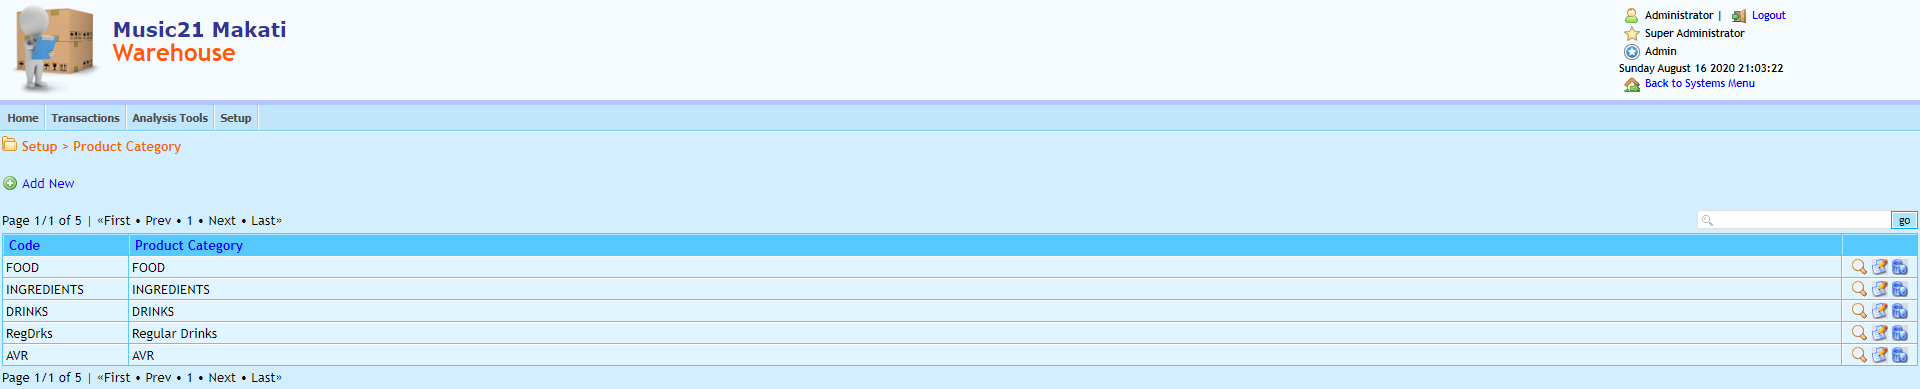 Music21 Makati
Warehouse
Administrator | Logout
Super Administrator
Admin
Sunday August 16 2020 21:03:22
Back to Systems Menu
Home Transactions Analysis Tools Setup
Setup > Product Category
Add New
Page 1/1 of 5 | «First • Prev • 1 • Next • Last»
go
Code Product Category
FOOD FOOD
INGREDIENTS INGREDIENTS
DRINKS DRINKS
RegDrks Regular Drinks
AVR AVR
Page 1/1 of 5 | «First • Prev • 1 • Next • Last»